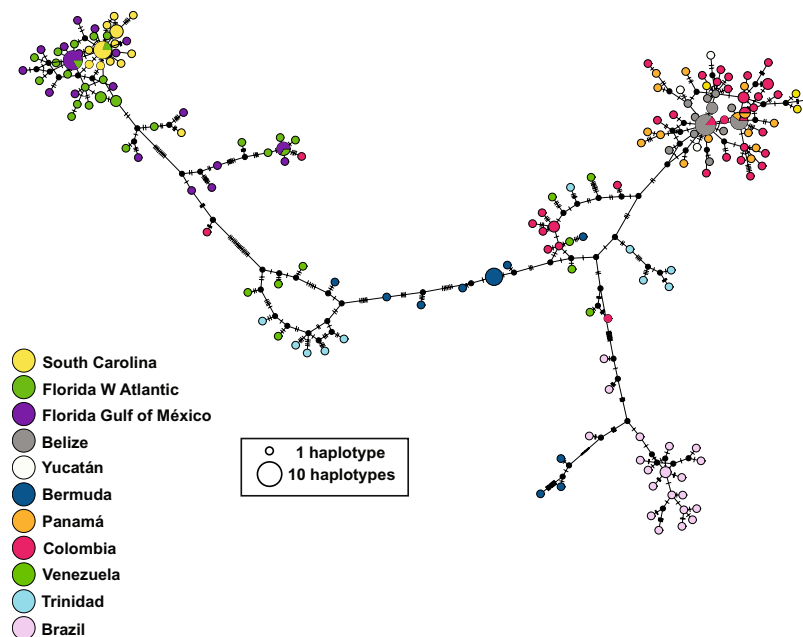 South Carolina
Florida W Atlantic
Florida Gulf of México
Belize
Yucatán
Bermuda
Panamá
Colombia
Venezuela
Trinidad
Brazil
1 haplotype
10 haplotypes